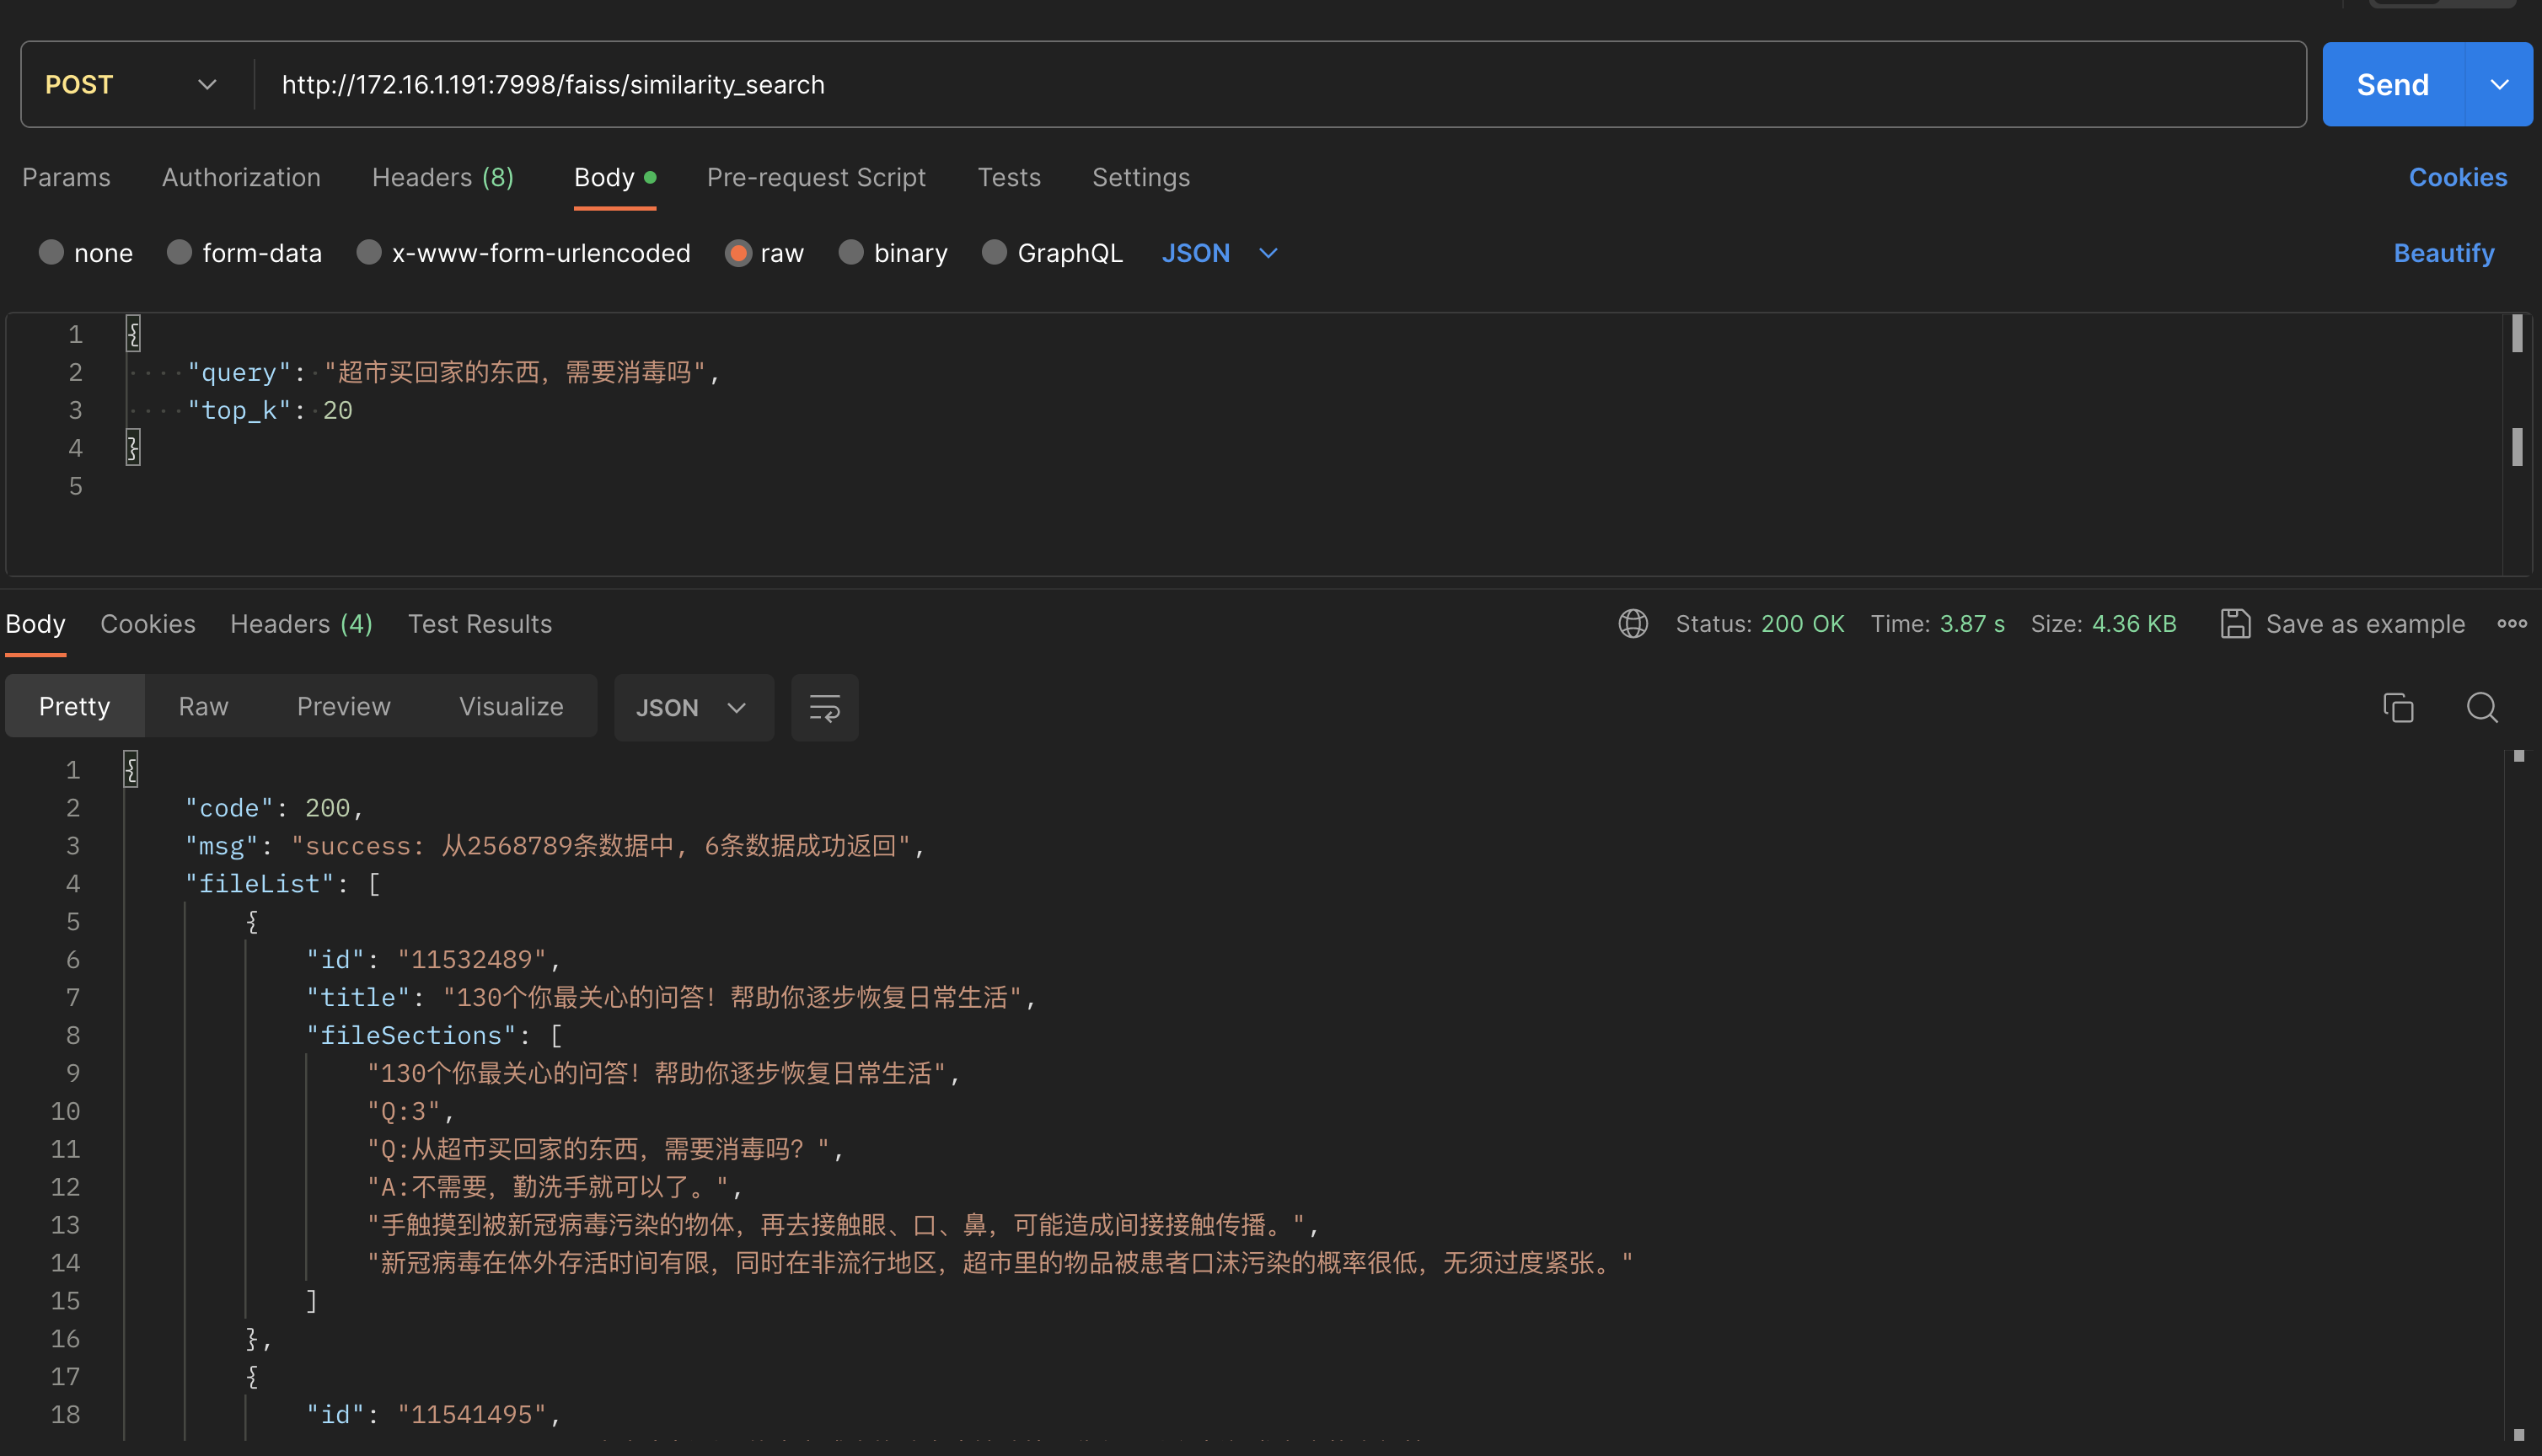 POST http://172.16.1.191:7998/faiss/similarity_search Send
Params Authorization Headers (8) Body Pre-request Script Tests Settings Cookies
none form-data x-www-form-urlencoded raw binary GraphQL JSON Beautify
1 {
2 "query": "超市买回家的东西，需要消毒吗",
3 "top_k": 20
4 }
5
Body Cookies Headers (4) Test Results Status: 200 OK Time: 3.87 s Size: 4.36 KB Save as example
Pretty Raw Preview Visualize JSON
1 {
2 "code": 200,
3 "msg": "success: 从2568789条数据中, 6条数据成功返回",
4 "fileList": [
5 {
6 "id": "11532489",
7 "title": "130个你最关心的问答！帮助你逐步恢复日常生活",
8 "fileSections": [
9 "130个你最关心的问答！帮助你逐步恢复日常生活",
10 "Q:3",
11 "Q:从超市买回家的东西，需要消毒吗？",
12 "A:不需要，勤洗手就可以了。",
13 "手触摸到被新冠病毒污染的物体，再去接触眼、口、鼻，可能造成间接接触传播。",
14 "新冠病毒在体外存活时间有限，同时在非流行地区，超市里的物品被患者口沫污染的概率很低，无须过度紧张。"
15 ]
16 },
17 {
18 "id": "11541495",